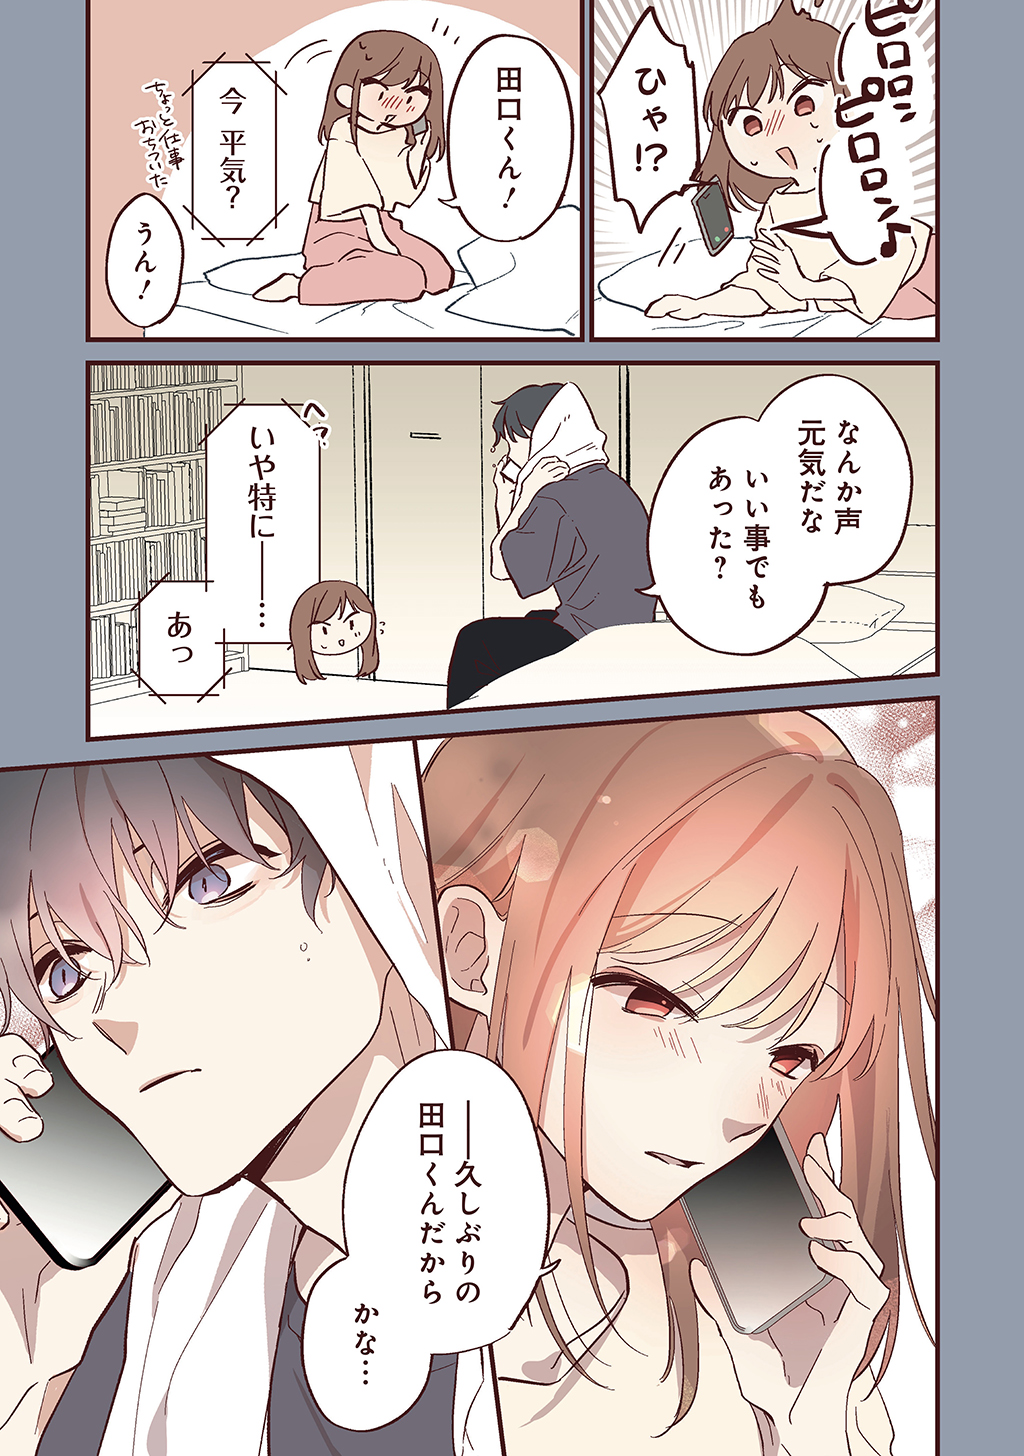 ピロロン
ピロロン♪
ひゃ!?
田口くん!
今 平気?
ちょっと仕事
おちついた
うん!
なんか声
元気だな
いい事でも
あった?
へ?
いや特に――…
あっ
――久しぶりの
田口くんだから
かな…